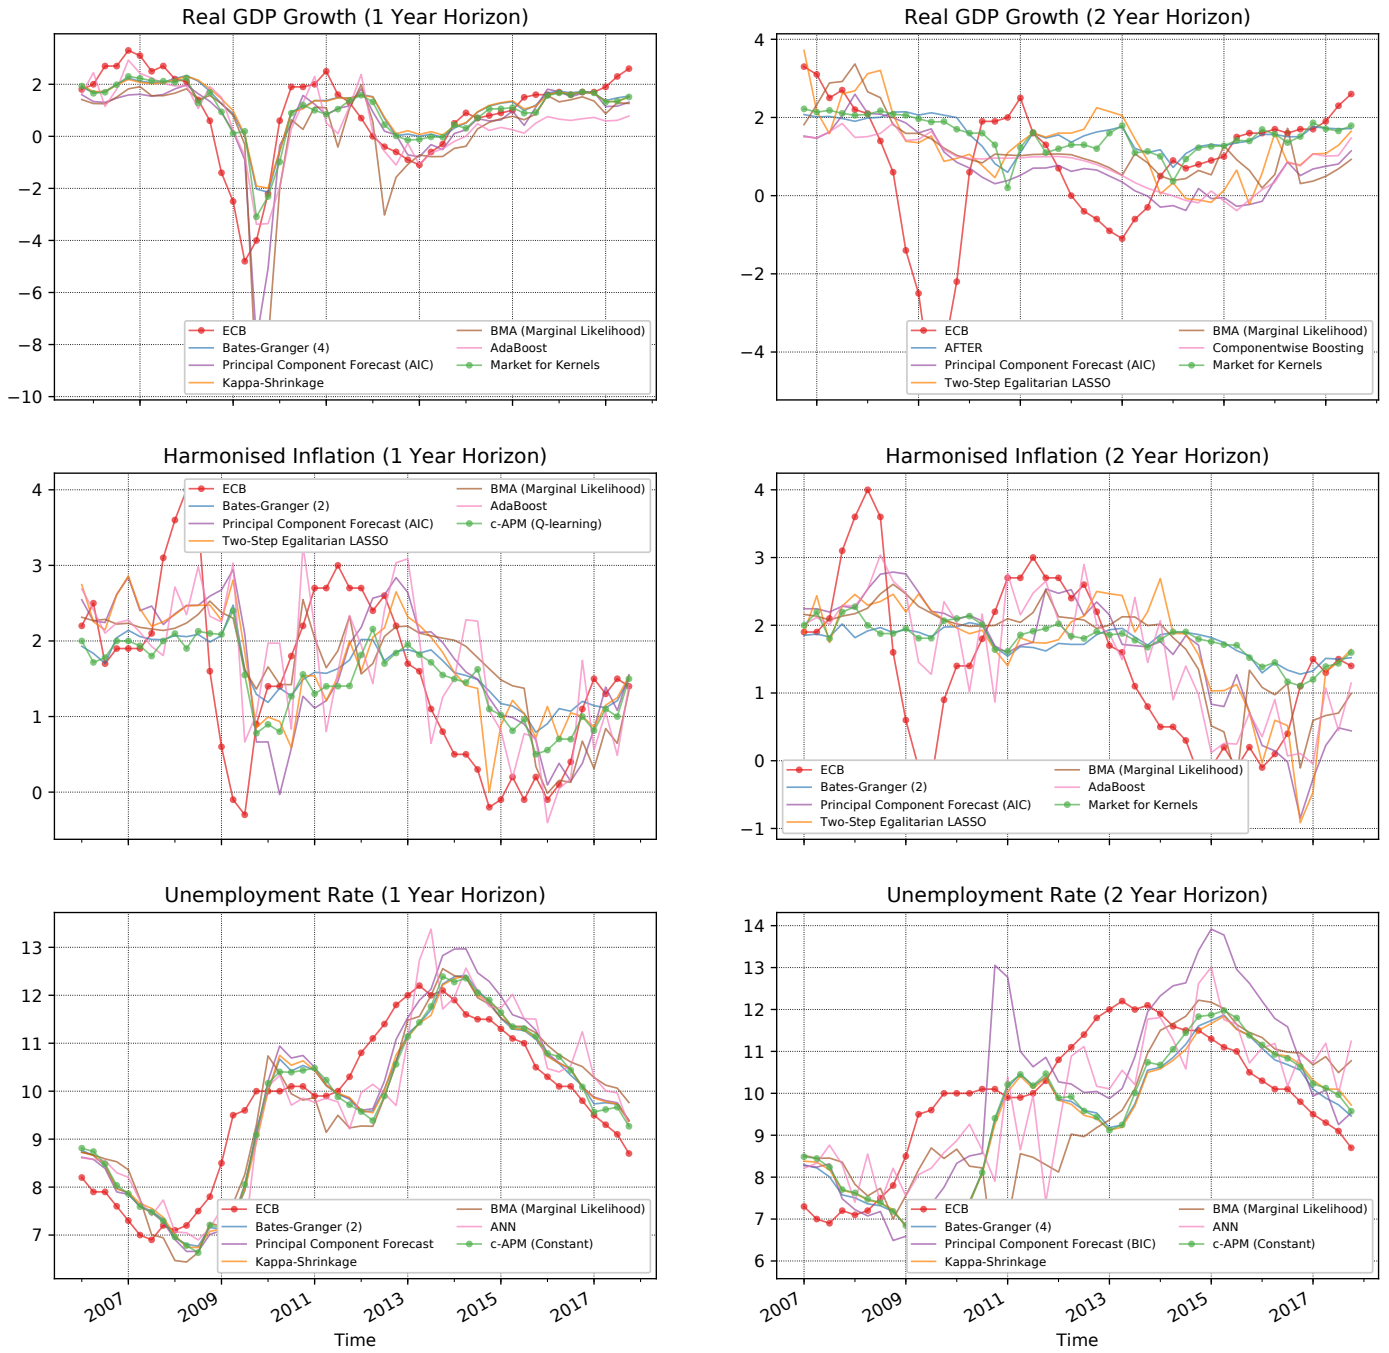 Real GDP Growth (1 Year Horizon)
2
0
−2
−4
−6
−8
−10
ECB
Bates-Granger (4)
Principal Component Forecast (AIC)
Kappa-Shrinkage
BMA (Marginal Likelihood)
AdaBoost
Market for Kernels
Real GDP Growth (2 Year Horizon)
4
2
0
−2
−4
ECB
AFTER
Principal Component Forecast (AIC)
Two-Step Egalitarian LASSO
BMA (Marginal Likelihood)
Componentwise Boosting
Market for Kernels
Harmonised Inflation (1 Year Horizon)
4
3
2
1
0
ECB
Bates-Granger (2)
Principal Component Forecast (AIC)
Two-Step Egalitarian LASSO
BMA (Marginal Likelihood)
AdaBoost
c-APM (Q-learning)
Harmonised Inflation (2 Year Horizon)
4
3
2
1
0
−1
ECB
Bates-Granger (2)
Principal Component Forecast (AIC)
Two-Step Egalitarian LASSO
BMA (Marginal Likelihood)
AdaBoost
Market for Kernels
Unemployment Rate (1 Year Horizon)
13
12
11
10
9
8
7
ECB
Bates-Granger (2)
Principal Component Forecast
Kappa-Shrinkage
BMA (Marginal Likelihood)
ANN
c-APM (Constant)
2007
2009
2011
2013
2015
2017
Time
Unemployment Rate (2 Year Horizon)
14
13
12
11
10
9
8
7
6
ECB
Bates-Granger (4)
Principal Component Forecast (BIC)
Kappa-Shrinkage
BMA (Marginal Likelihood)
ANN
c-APM (Constant)
2007
2009
2011
2013
2015
2017
Time